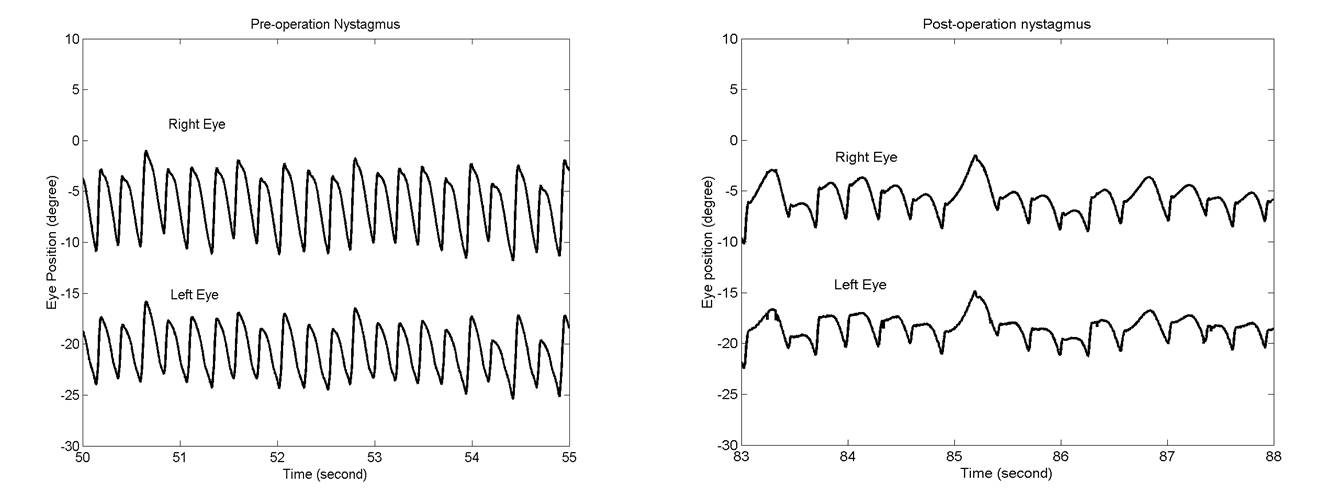 Pre-operation Nystagmus
10
5
0
-5
-10
-15
-20
-25
-30
Eye Position (degree)
Right Eye
Left Eye
50 51 52 53 54 55
Time (second)
Post-operation nystagmus
10
5
0
-5
-10
-15
-20
-25
-30
Eye position (degree)
Right Eye
Left Eye
83 84 85 86 87 88
Time (second)